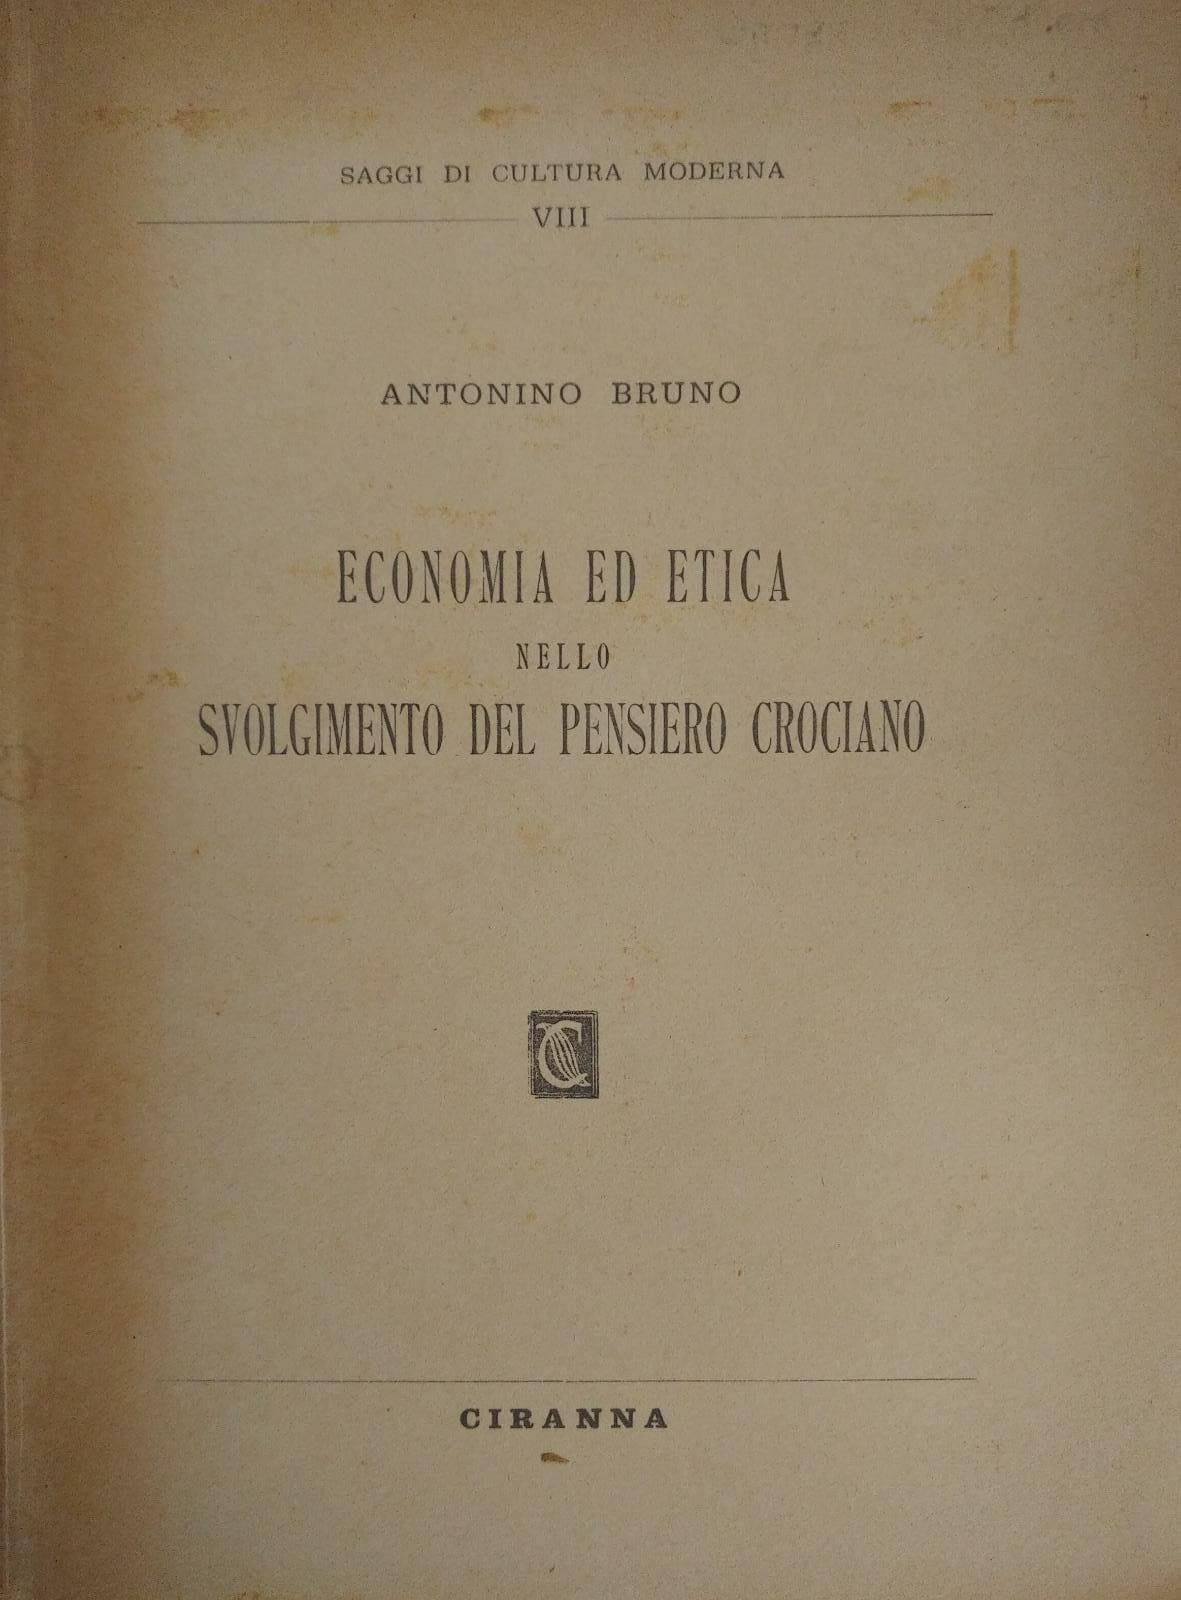 SAGGI DI CULTURA MODERNA
VIII
ANTONINO BRUNO
ECONOMIA ED ETICA
NELLO
SVOLGIMENTO DEL PENSIERO CROCIANO
C
CIRANNA